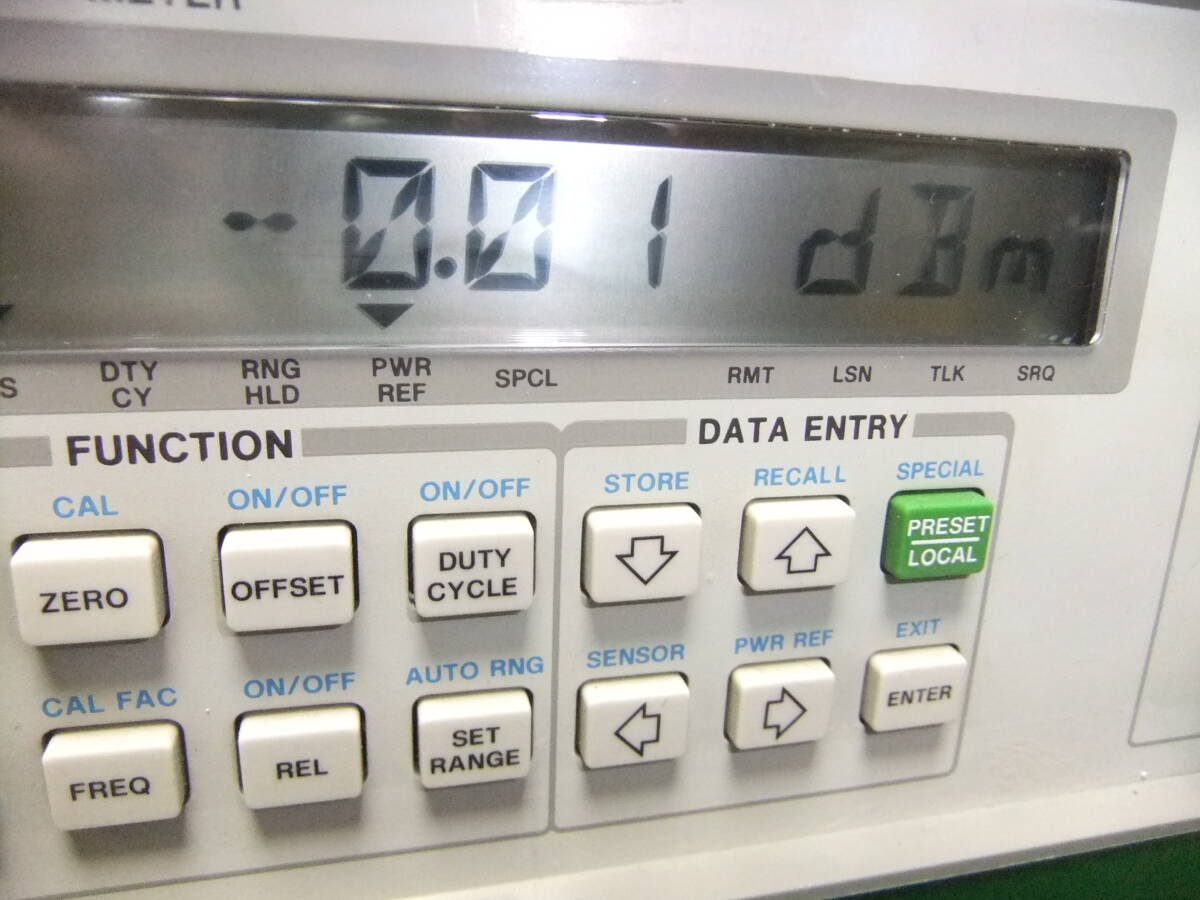 METER
-0.01 dBm
S DTY CY RNG HLD PWR REF SPCL RMT LSN TLK SRQ
FUNCTION
DATA ENTRY
CAL ON/OFF ON/OFF STORE RECALL SPECIAL
ZERO OFFSET DUTY CYCLE PRESET LOCAL
CAL FAC ON/OFF AUTO RNG SENSOR PWR REF EXIT
FREQ REL SET RANGE ENTER